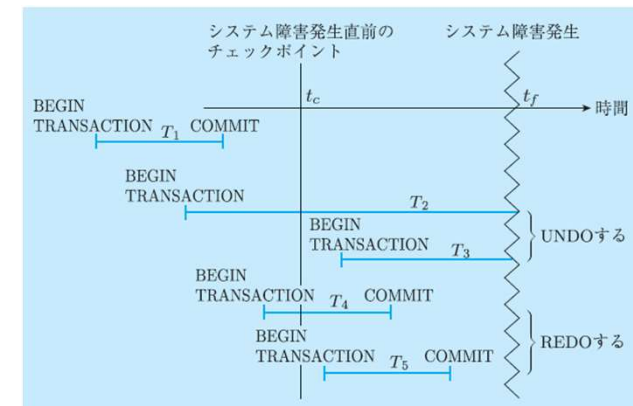 システム障害発生直前の
チェックポイント
システム障害発生
t_c
t_f
時間
BEGIN
TRANSACTION T_1 COMMIT
BEGIN
TRANSACTION
T_2
BEGIN
TRANSACTION T_3
UNDOする
BEGIN
TRANSACTION T_4 COMMIT
BEGIN
TRANSACTION T_5 COMMIT
REDOする